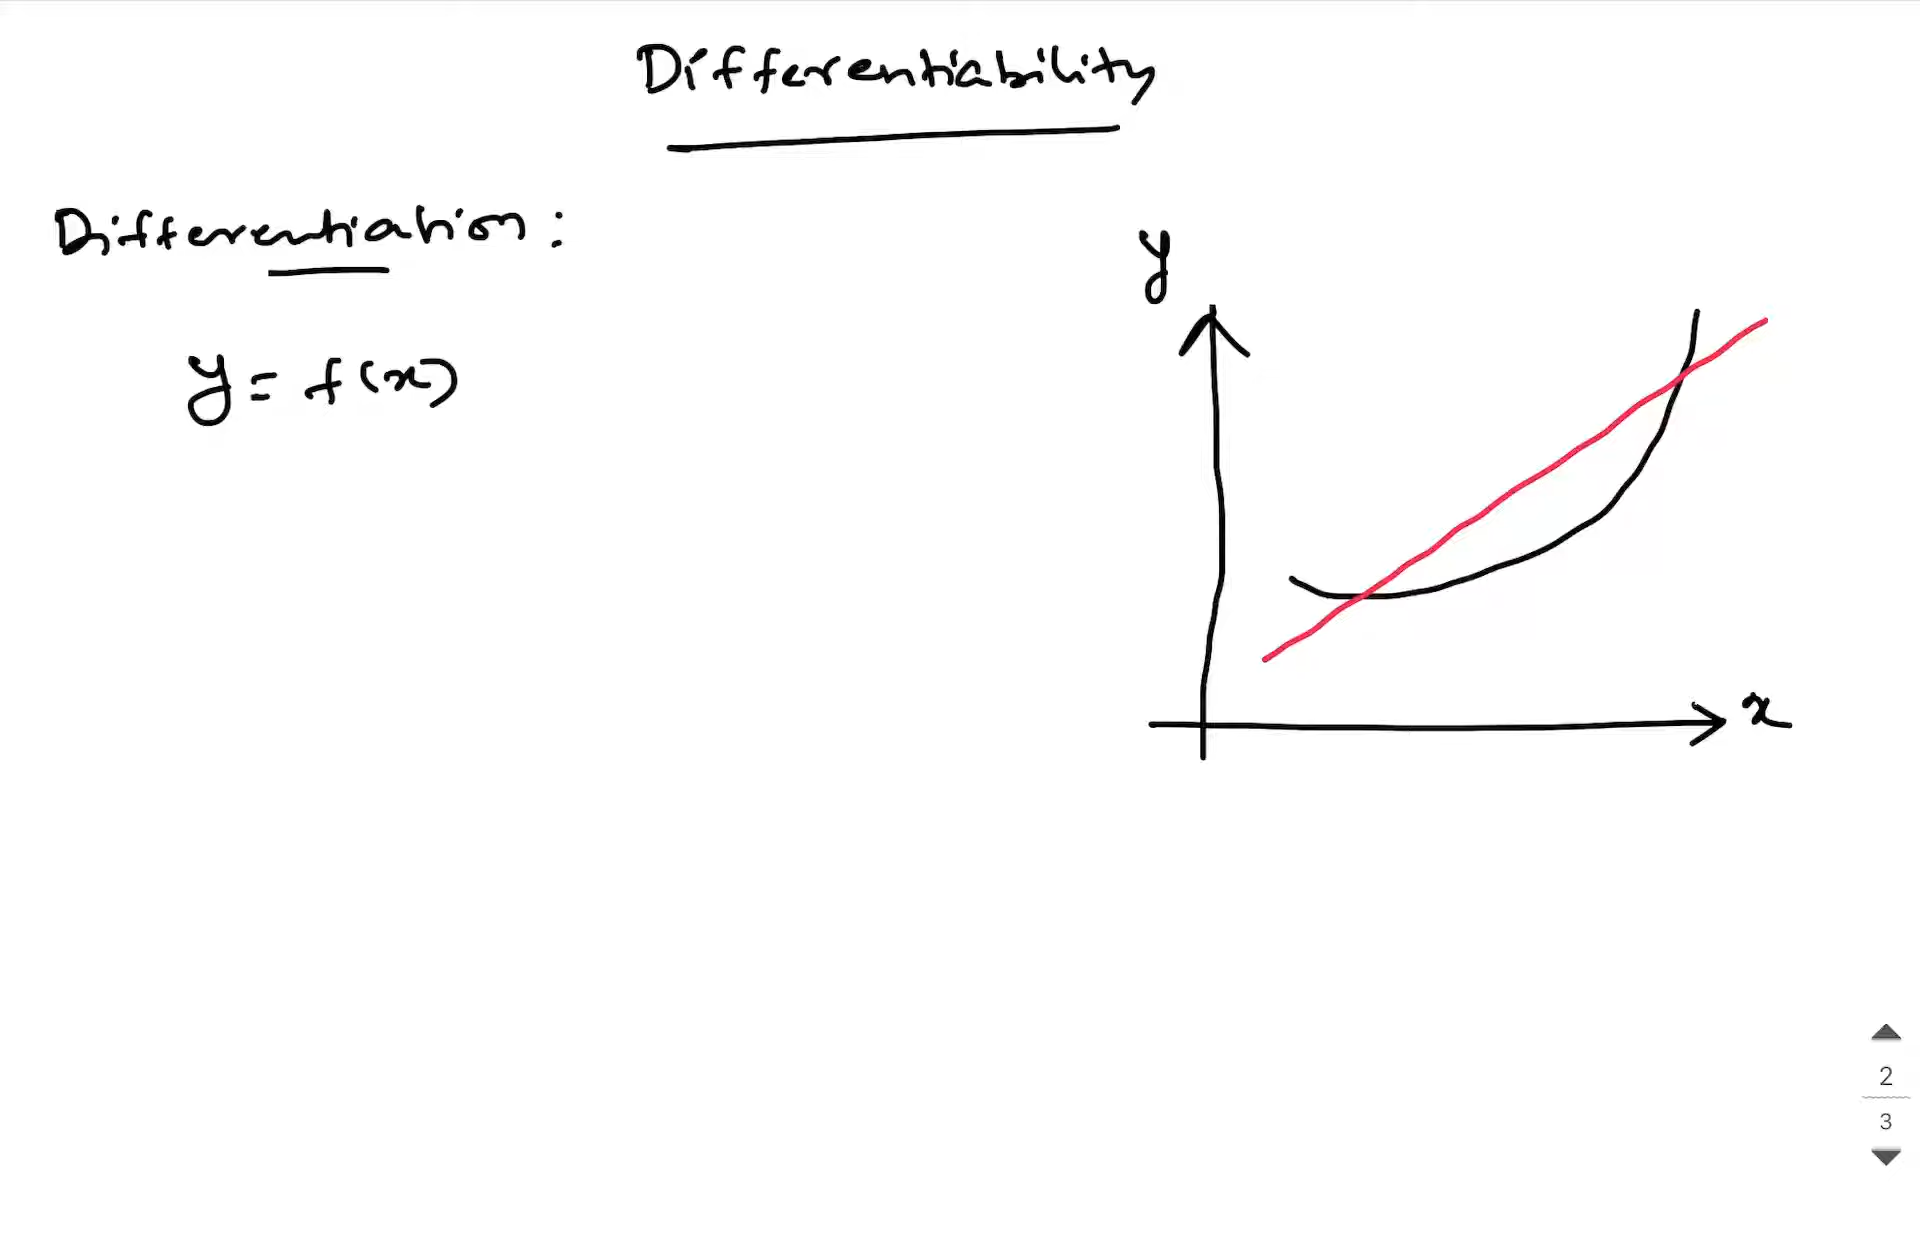 Differentiability
Differentiation:
y = f(x)
y
x
2
3